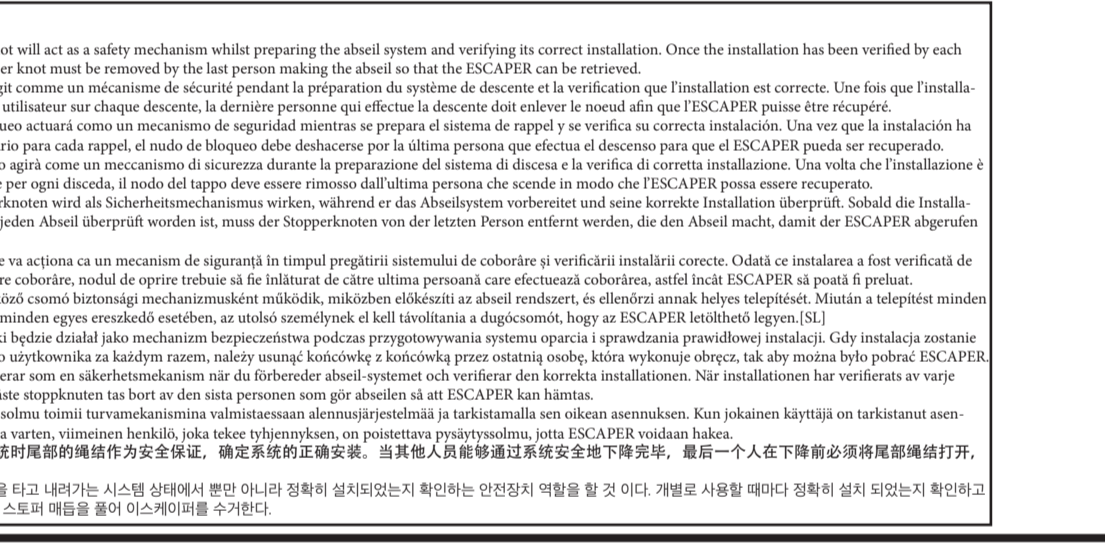 ot will act as a safety mechanism whilst preparing the abseil system and verifying its correct installation. Once the installation has been verified by each
er knot must be removed by the last person making the abseil so that the ESCAPER can be retrieved.
git comme un mécanisme de sécurité pendant la préparation du système de descente et la vérification que l'installation est correcte. Une fois que l'installa-
utilisateur sur chaque descente, la dernière personne qui effectue la descente doit enlever le noeud afin que l'ESCAPER puisse être récupéré.
ueo actuará como un mecanismo de seguridad mientras se prepara el sistema de rappel y se verifica su correcta instalación. Una vez que la instalación ha
rio para cada rappel, el nudo de bloqueo debe deshacerse por la última persona que efectua el descenso para que el ESCAPER pueda ser recuperado.
o agirà come un meccanismo di sicurezza durante la preparazione del sistema di discesa e la verifica di corretta installazione. Una volta che l'installazione è
e per ogni disceda, il nodo del tappo deve essere rimosso dall'ultima persona che scende in modo che l'ESCAPER possa essere recuperato.
rknoten wird als Sicherheitsmechanismus wirken, während er das Abseilsystem vorbereitet und seine korrekte Installation überprüft. Sobald die Installa-
jeden Abseil überprüft worden ist, muss der Stopperknoten von der letzten Person entfernt werden, die den Abseil macht, damit der ESCAPER abgerufen
e va acționa ca un mecanism de siguranță în timpul pregătirii sistemului de coborâre și verificării instalării corecte. Odată ce instalarea a fost verificată de
re coborâre, nodul de oprire trebuie să fie înlăturat de către ultima persoană care efectuează coborârea, astfel încât ESCAPER să poată fi preluat.
köző csomó biztonsági mechanizmusként működik, miközben előkészíti az abseil rendszert, és ellenőrzi annak helyes telepítését. Miután a telepítést minden
minden egyes ereszkedő esetében, az utolsó személynek el kell távolítania a dugócsomót, hogy az ESCAPER letölthető legyen.[SL]
ki będzie działał jako mechanizm bezpieczeństwa podczas przygotowywania systemu oparcia i sprawdzania prawidłowej instalacji. Gdy instalacja zostanie
o użytkownika za każdym razem, należy usunąć końcówkę z końcówką przez ostatnią osobę, która wykonuje obręcz, tak aby można było pobrać ESCAPER.
erar som en säkerhetsmekanism när du förbereder abseil-systemet och verifierar den korrekta installationen. När installationen har verifierats av varje
åste stoppknuten tas bort av den sista personen som gör abseilen så att ESCAPER kan hämtas.
solmu toimii turvamekanismina valmistaessaan alennusjärjestelmää ja tarkistamalla sen oikean asennuksen. Kun jokainen käyttäjä on tarkistanut asen-
a varten, viimeinen henkilö, joka tekee tyhjennyksen, on poistettava pysäytyssolmu, jotta ESCAPER voidaan hakea.
统时尾部的绳结作为安全保证，确定系统的正确安装。当其他人员能够通过系统安全地下降完毕，最后一个人在下降前必须将尾部绳结打开，
을 타고 내려가는 시스템 상태에서 뿐만 아니라 정확히 설치되었는지 확인하는 안전장치 역할을 할 것 이다. 개별로 사용할 때마다 정확히 설치 되었는지 확인하고
스토퍼 매듭을 풀어 이스케이퍼를 수거한다.